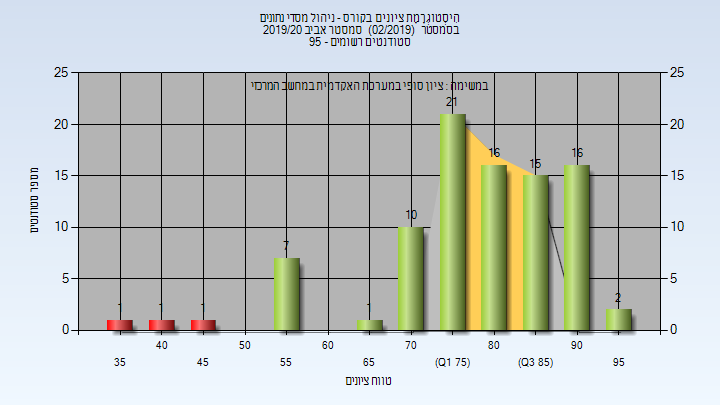 היסטוגרמת ציונים בקורס - ניהול מסדי נתונים
בסמסטר (02/2019) סמסטר אביב 2019/20
סטודנטים רשומים - 95
במשימה : ציון סופי במערכת האקדמית במחשב המרכזי
25 25
20 20
15 15
10 10
5 5
0 0
מספר סטודנטים
1 1 1 7 1 10 21 16 15 16 2
40 50 60 70 80 90
35 45 55 65 (Q1 75) (Q3 85) 95
טווח ציונים